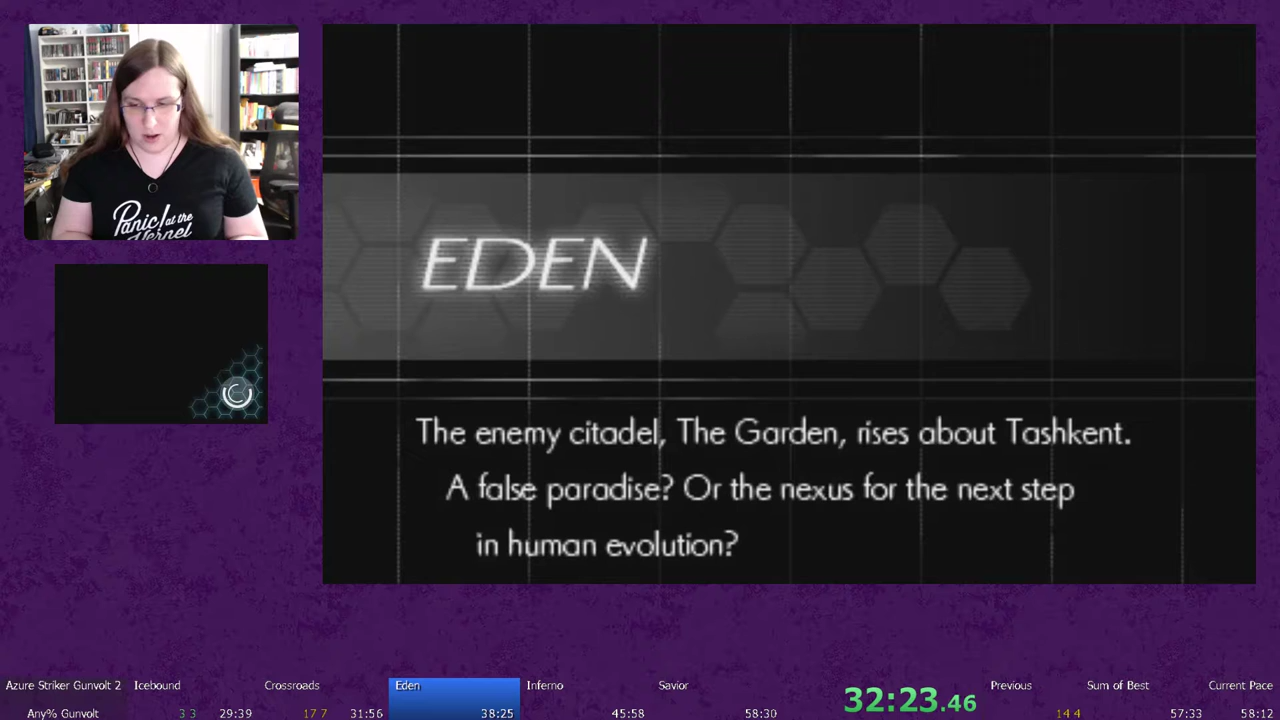 Panic! at the
Kernel
EDEN
The enemy citadel, The Garden, rises about Tashkent.
A false paradise? Or the nexus for the next step
in human evolution?
Azure Striker Gunvolt 2 Icebound Crossroads Eden Inferno Savior 32:23.46 Previous Sum of Best Current Pace
Any% Gunvolt 3 3 29:39 17 7 31:56 38:25 45:58 58:30 14 4 57:33 58:12